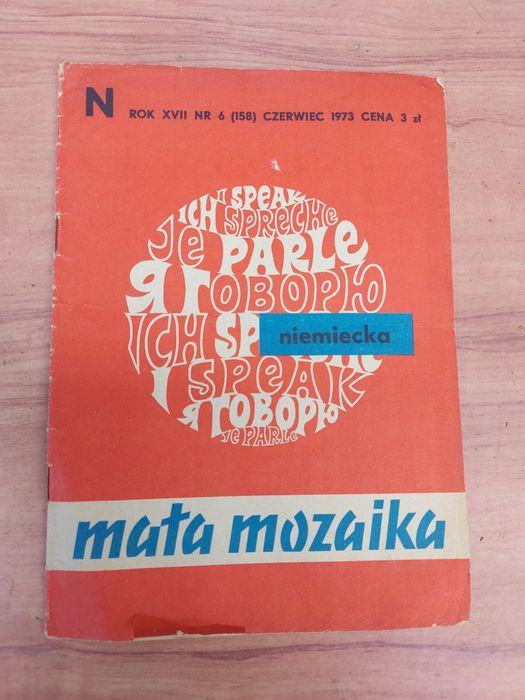 N ROK XVII NR 6 (158) CZERWIEC 1973 CENA 3 zł
I SPEAK
ICH SPRECHE
JE PARLE
Я ГОВОРЮ
ICH SP
niemiecka
I SPEAK
Я ГОВОРЮ
JE PARLE
mała mozaika